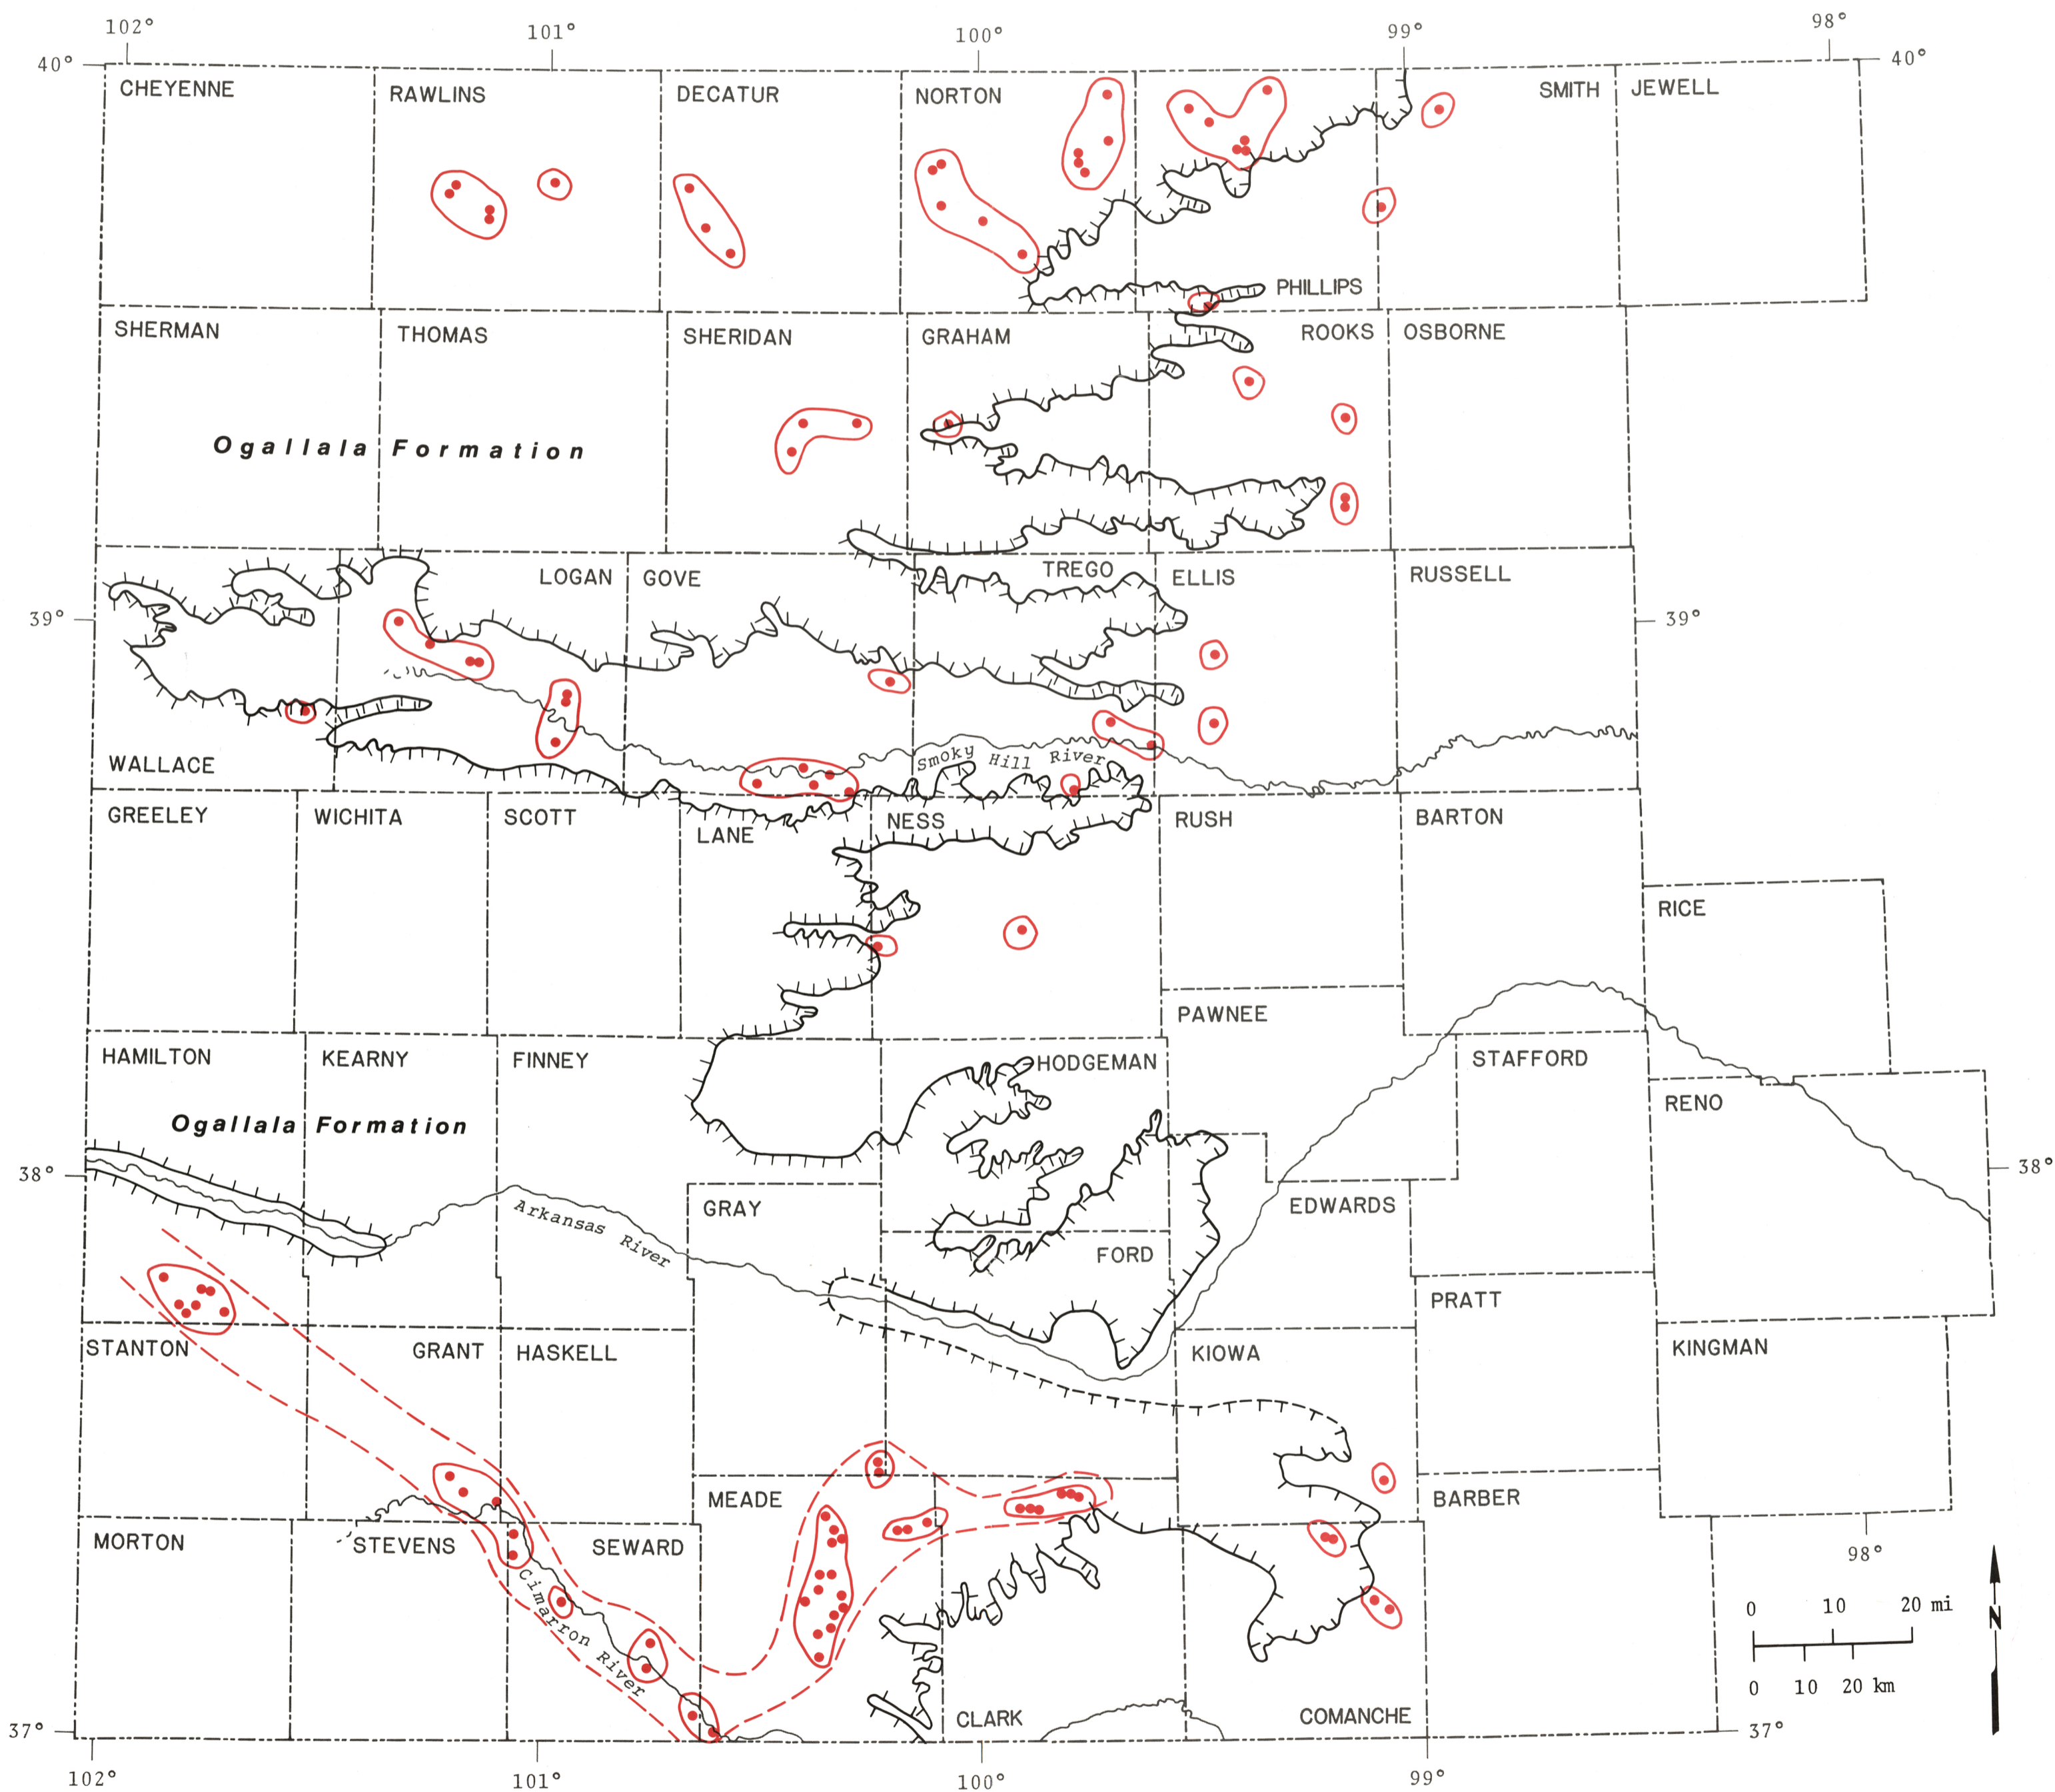 102°
101°
100°
99°
98°
40°
40°
CHEYENNE
RAWLINS
DECATUR
NORTON
SMITH
JEWELL
PHILLIPS
SHERMAN
THOMAS
SHERIDAN
GRAHAM
ROOKS
OSBORNE
Ogallala Formation
LOGAN
GOVE
TREGO
ELLIS
RUSSELL
39°
39°
Smoky Hill River
WALLACE
GREELEY
WICHITA
SCOTT
LANE
NESS
RUSH
BARTON
RICE
PAWNEE
HAMILTON
KEARNY
FINNEY
HODGEMAN
STAFFORD
RENO
Ogallala Formation
38°
38°
Arkansas River
GRAY
EDWARDS
FORD
PRATT
STANTON
GRANT
HASKELL
KIOWA
KINGMAN
MEADE
BARBER
MORTON
STEVENS
SEWARD
98°
Cimarron River
0 10 20 mi
N
0 10 20 km
CLARK
COMANCHE
37°
37°
102°
101°
100°
99°